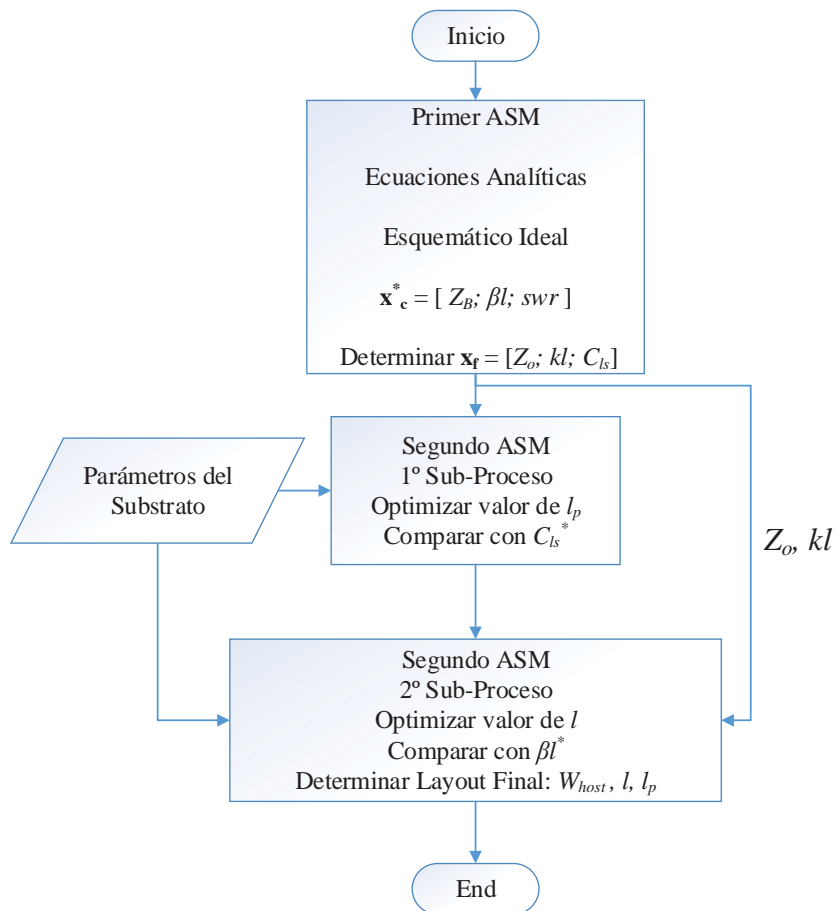 Inicio
Primer ASM
Ecuaciones Analíticas
Esquemático Ideal
x*c = [ ZB; βl; swr ]
Determinar xf = [Zo; kl; Cls]
Segundo ASM
1º Sub-Proceso
Optimizar valor de lp
Comparar con Cls*
Parámetros del
Substrato
Zo, kl
Segundo ASM
2º Sub-Proceso
Optimizar valor de l
Comparar con βl*
Determinar Layout Final: Whost, l, lp
End